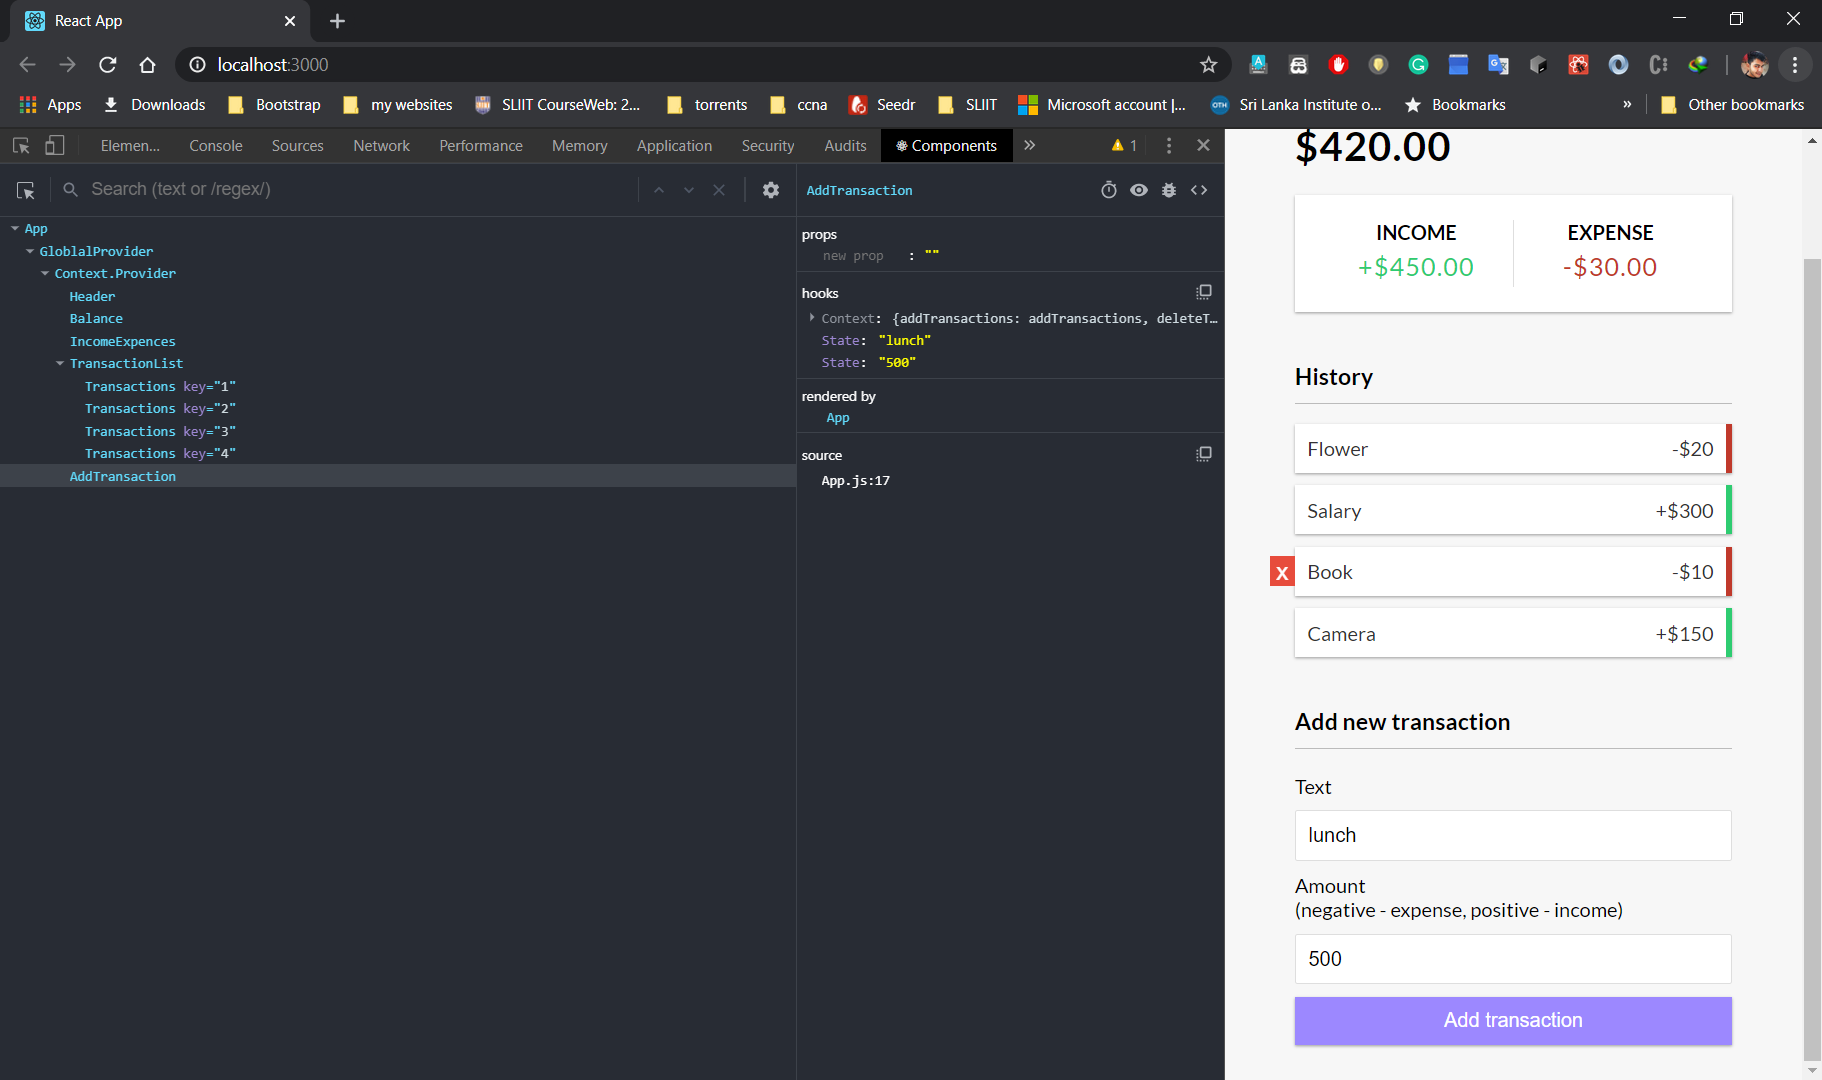 React App
localhost:3000
Apps Downloads Bootstrap my websites SLIIT CourseWeb: 2... torrents ccna Seedr SLIIT Microsoft account |... OTH Sri Lanka Institute o... Bookmarks » Other bookmarks
Elemen... Console Sources Network Performance Memory Application Security Audits Components » 1
Search (text or /regex/)
App
GloblalProvider
Context.Provider
Header
Balance
IncomeExpences
TransactionList
Transactions key="1"
Transactions key="2"
Transactions key="3"
Transactions key="4"
AddTransaction
AddTransaction
props
new prop : ""
hooks
Context: {addTransactions: addTransactions, deleteT…
State: "lunch"
State: "500"
rendered by
App
source
App.js:17
$420.00
INCOME EXPENSE
+$450.00 -$30.00
History
Flower -$20
Salary +$300
x Book -$10
Camera +$150
Add new transaction
Text
lunch
Amount
(negative - expense, positive - income)
500
Add transaction